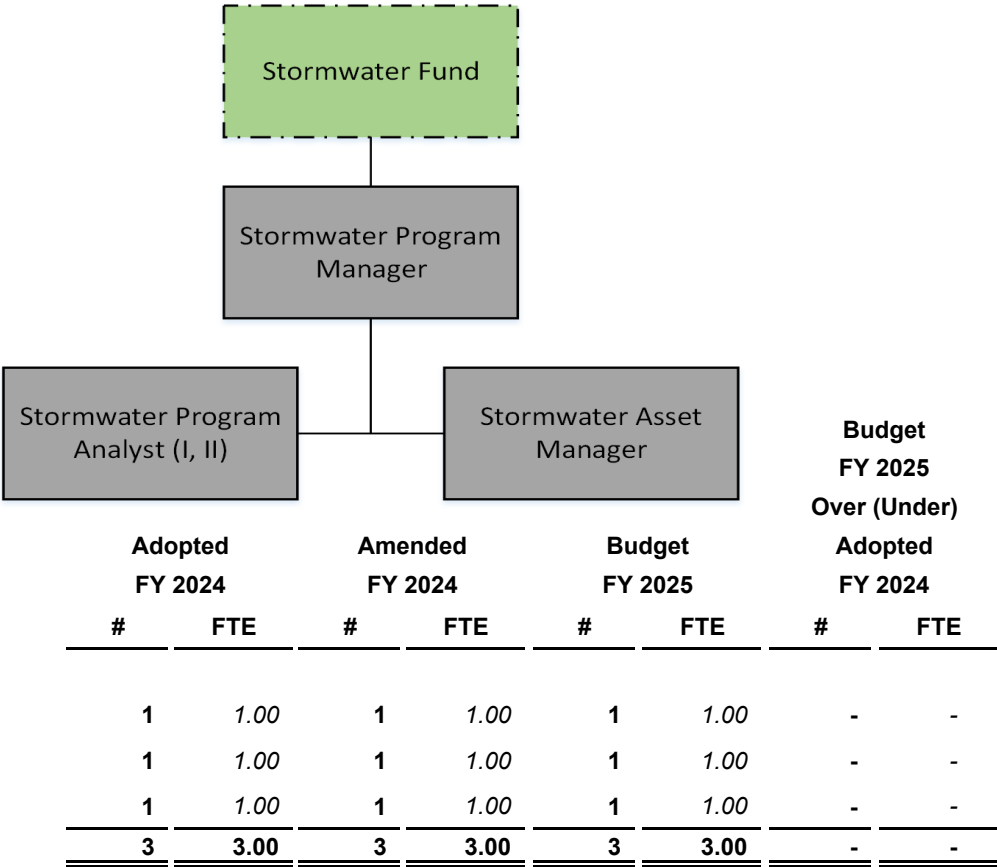 Stormwater Fund
Stormwater Program
Manager
Stormwater Program
Analyst (I, II)
Stormwater Asset
Manager
Budget
FY 2025
Over (Under)
Adopted Amended Budget Adopted
FY 2024 FY 2024 FY 2025 FY 2024
# FTE # FTE # FTE # FTE
1 1.00 1 1.00 1 1.00 - -
1 1.00 1 1.00 1 1.00 - -
1 1.00 1 1.00 1 1.00 - -
3 3.00 3 3.00 3 3.00 - -